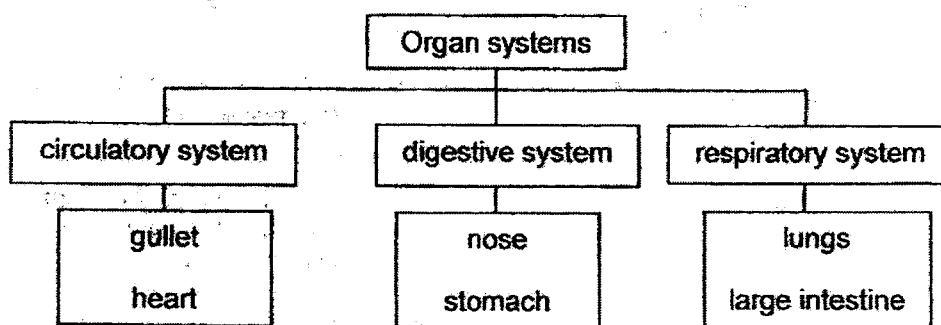 Organ systems
circulatory system
digestive system
respiratory system
gullet
heart
nose
stomach
lungs
large intestine